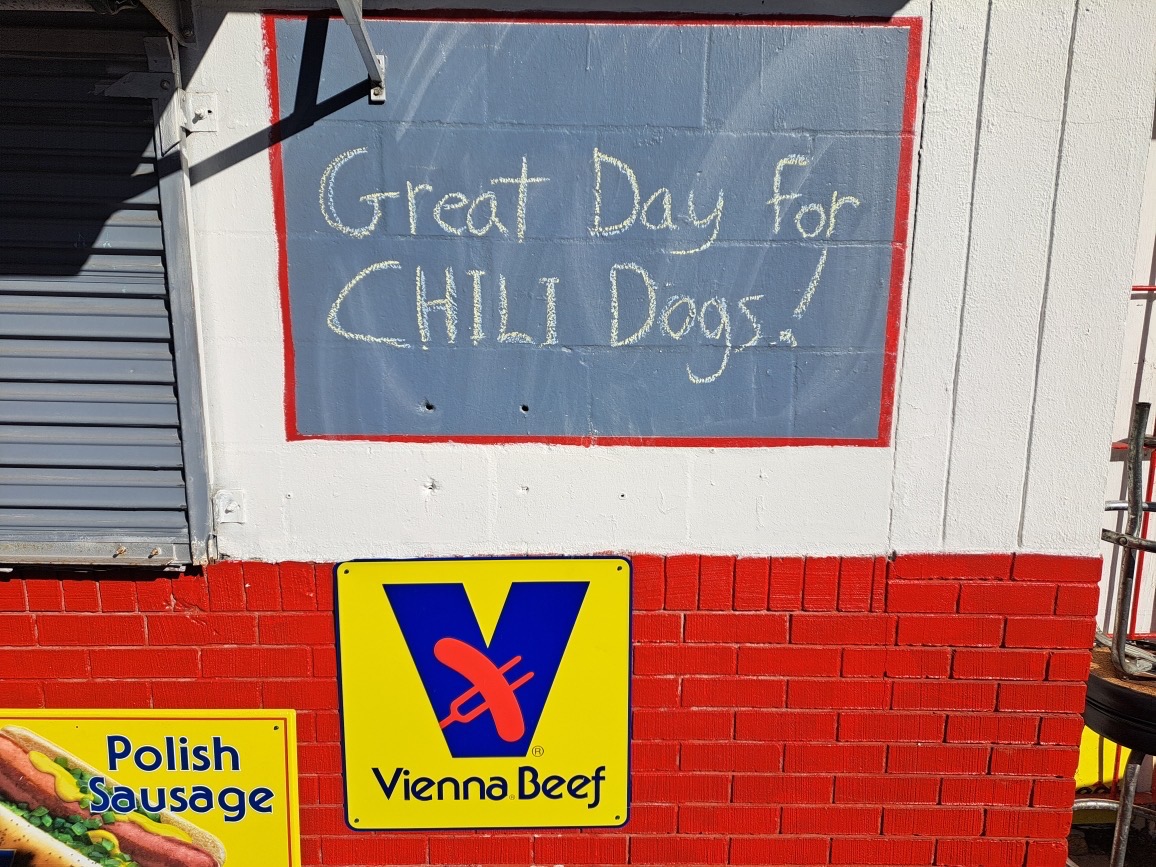 Great Day for
CHILI Dogs!
V
®
Vienna Beef
Polish
Sausage